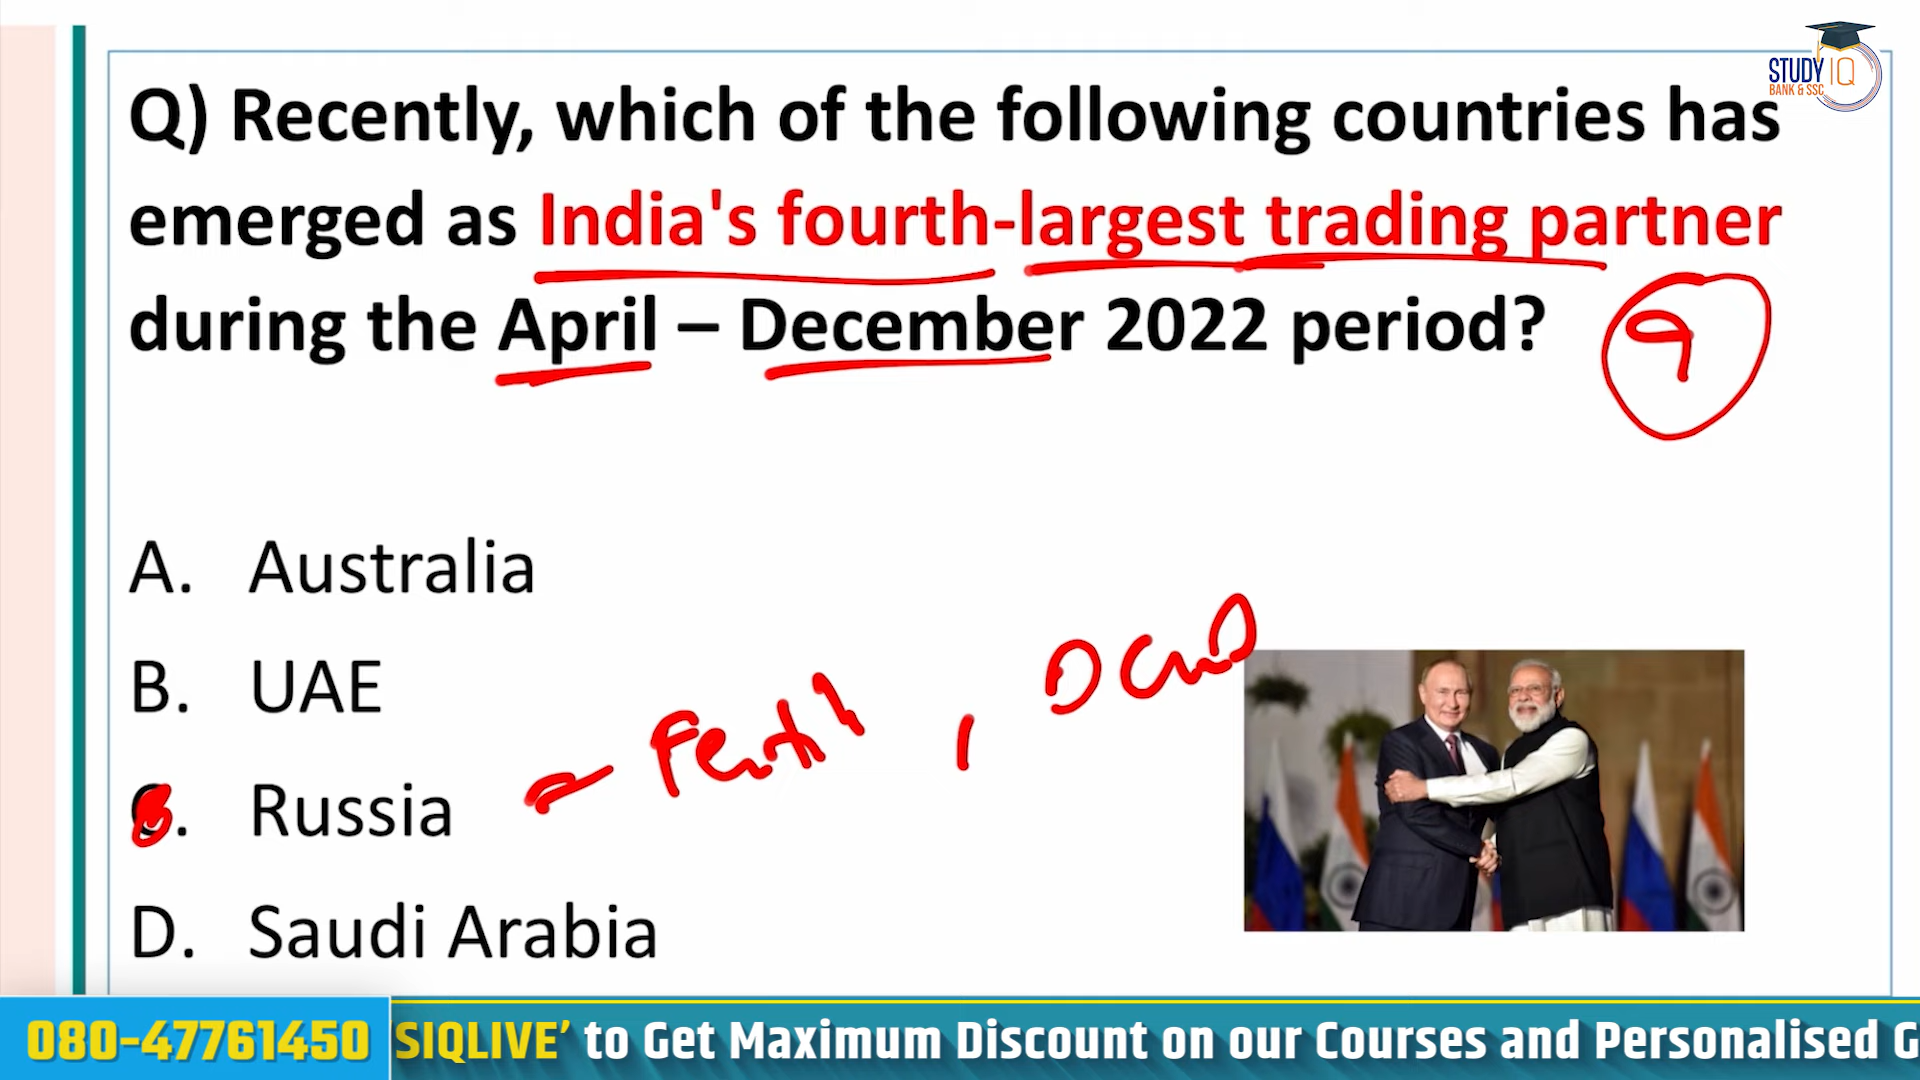 STUDY IQ
BANK & SSC
Q) Recently, which of the following countries has
emerged as India's fourth-largest trading partner
during the April – December 2022 period?
9
A. Australia
B. UAE
C. Russia
D. Saudi Arabia
080-47761450
'SIQLIVE’ to Get Maximum Discount on our Courses and Personalised G